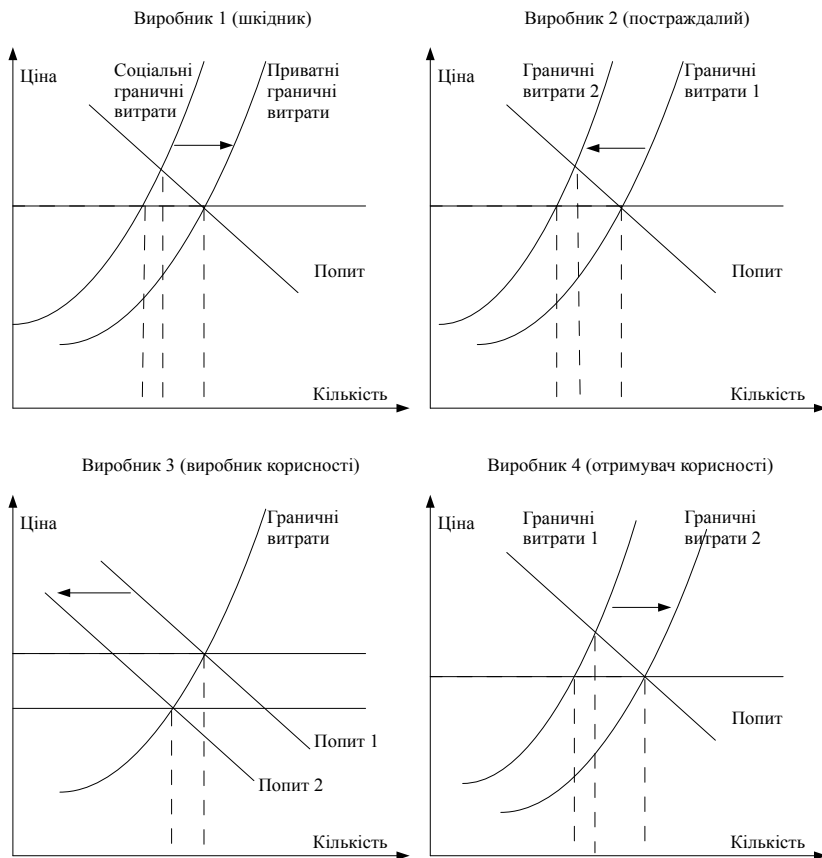 Виробник 1 (шкідник)
Ціна
Соціальні
граничні
витрати
Приватні
граничні
витрати
Попит
Кількість
Виробник 2 (постраждалий)
Ціна
Граничні
витрати 2
Граничні
витрати 1
Попит
Кількість
Виробник 3 (виробник корисності)
Ціна
Граничні
витрати
Попит 1
Попит 2
Кількість
Виробник 4 (отримувач корисності)
Ціна
Граничні
витрати 1
Граничні
витрати 2
Попит
Кількість